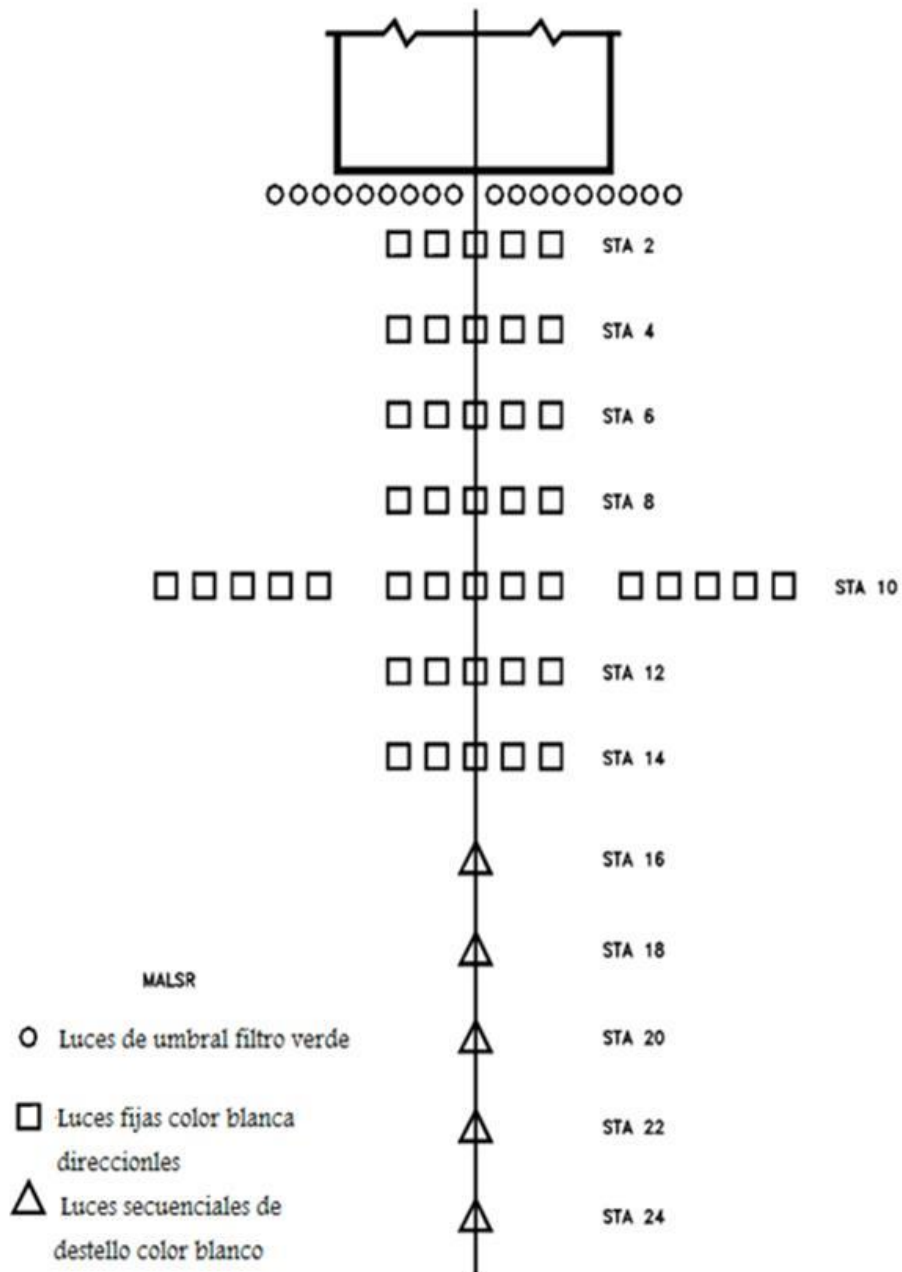 STA 2
STA 4
STA 6
STA 8
STA 10
STA 12
STA 14
STA 16
STA 18
STA 20
STA 22
STA 24
MALSR
Luces de umbral filtro verde
Luces fijas color blanca
direccionles
Luces secuenciales de
destello color blanco